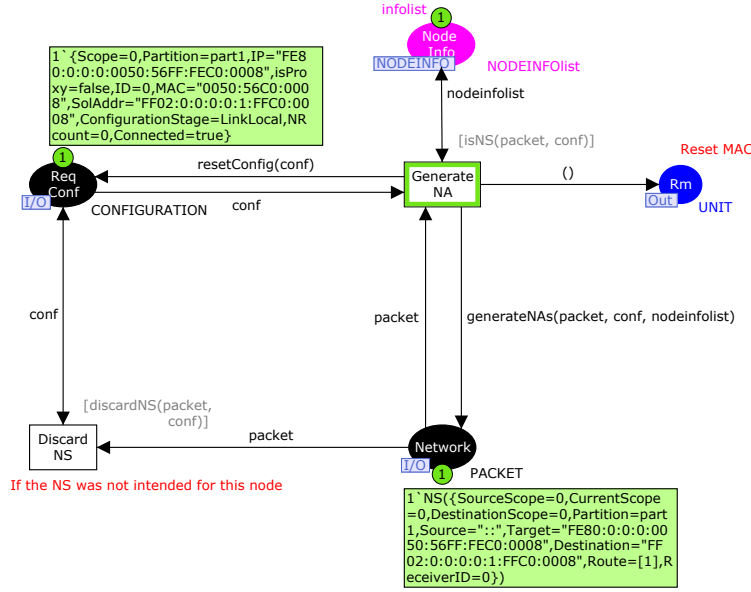 infolist
1
Node
Info
NODEINFO
NODEINFOlist
nodeinfolist
1`{Scope=0,Partition=part1,IP="FE8
0:0:0:0:0050:56FF:FEC0:0008",isPro
xy=false,ID=0,MAC="0050:56C0:000
8",SolAddr="FF02:0:0:0:0:1:FFC0:00
08",ConfigurationStage=LinkLocal,NR
count=0,Connected=true}
[isNS(packet, conf)]
Reset MAC
1
Req
Conf
I/O
CONFIGURATION
resetConfig(conf)
conf
Generate
NA
()
Rm
Out
UNIT
conf
packet
generateNAs(packet, conf, nodeinfolist)
[discardNS(packet,
conf)]
Discard
NS
packet
Network
I/O
1
PACKET
If the NS was not intended for this node
1`NS({SourceScope=0,CurrentScope
=0,DestinationScope=0,Partition=part
1,Source="::",Target="FE80:0:0:0:00
50:56FF:FEC0:0008",Destination="FF
02:0:0:0:0:1:FFC0:0008",Route=[1],R
eceiverID=0})